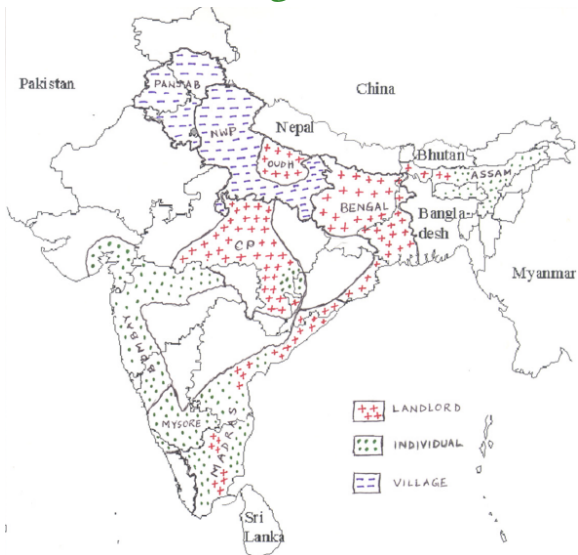 Pakistan
China
PANJAB
NWP
Nepal
OUDH
Bhutan
ASSAM
BENGAL
Bangla-
desh
C.P
Myanmar
BOMBAY
MYSORE
MADRAS
LANDLORD
INDIVIDUAL
VILLAGE
Sri
Lanka